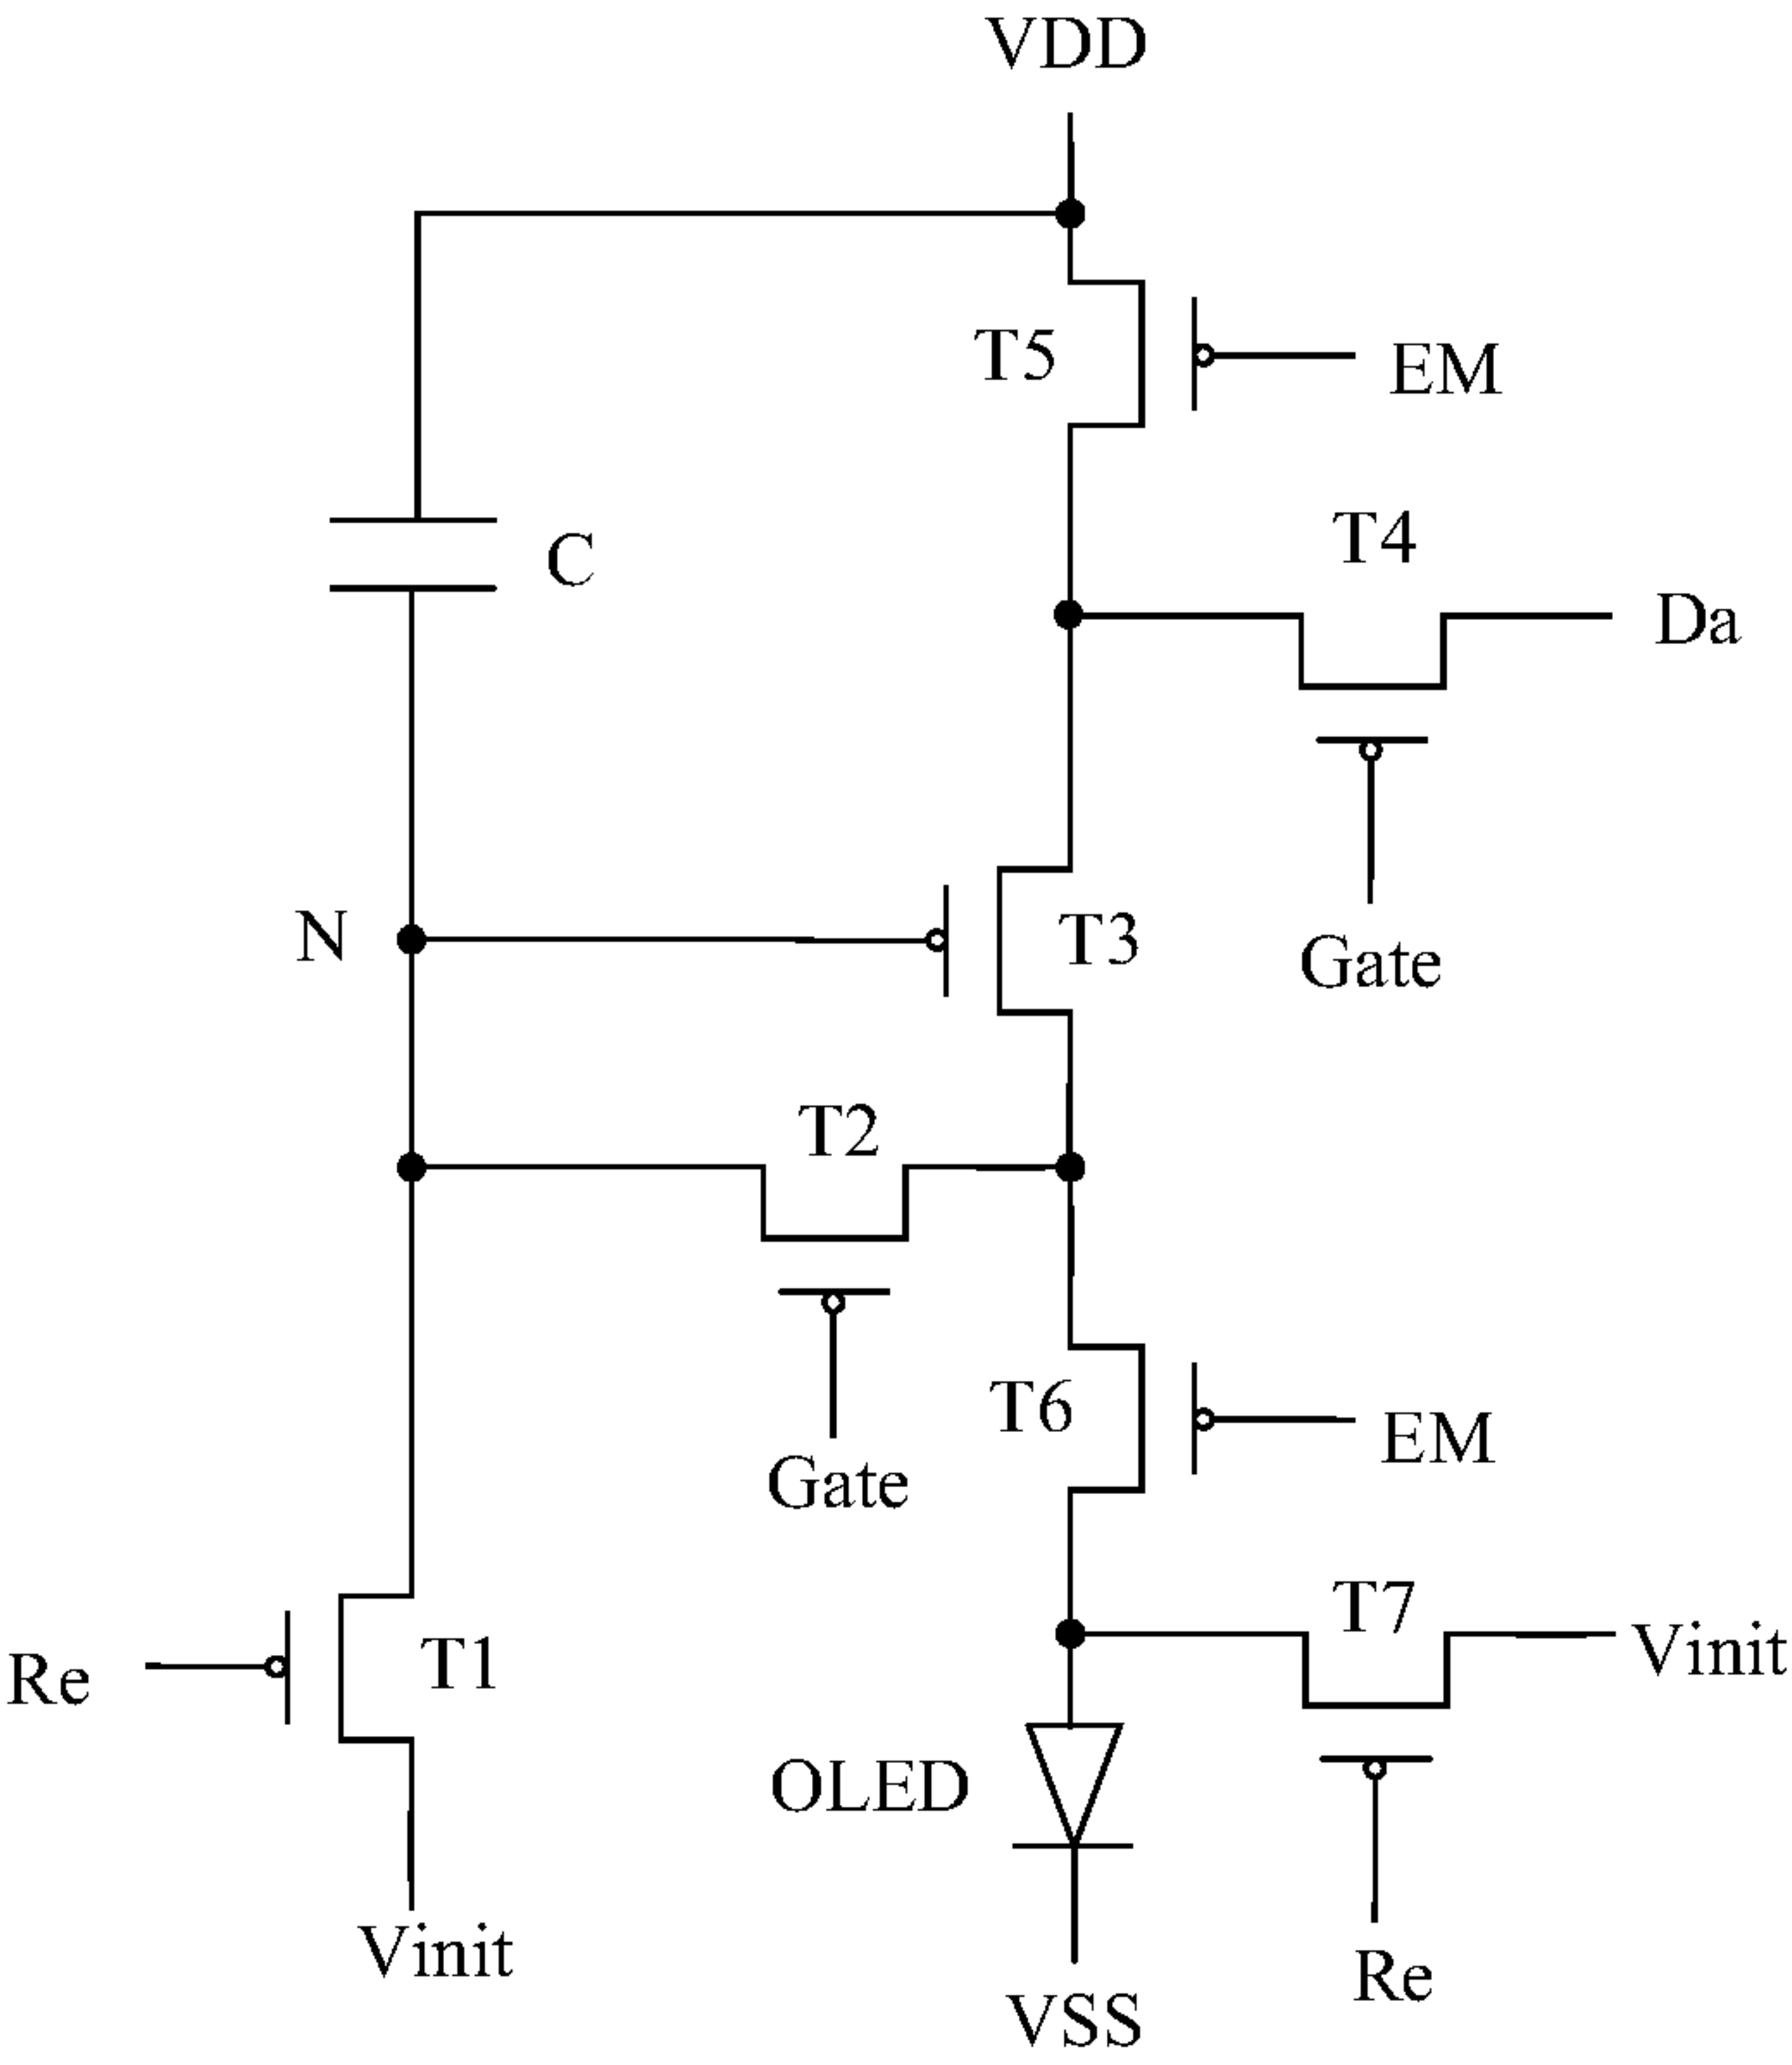 VDD
T5
EM
C
T4
Da
N
T3
Gate
T2
T6
EM
Gate
T7
Re
T1
Vinit
OLED
Vinit
Re
VSS